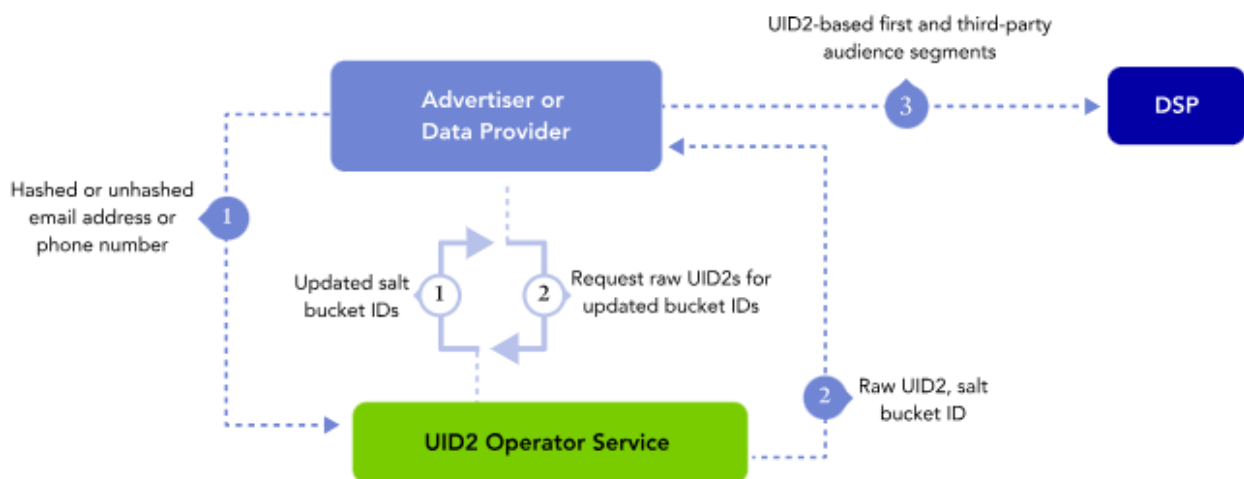 UID2-based first and third-party
audience segments
Advertiser or
Data Provider
3
DSP
Hashed or unhashed
email address or
phone number
1
Updated salt
bucket IDs
1
2
Request raw UID2s for
updated bucket IDs
2
Raw UID2, salt
bucket ID
UID2 Operator Service